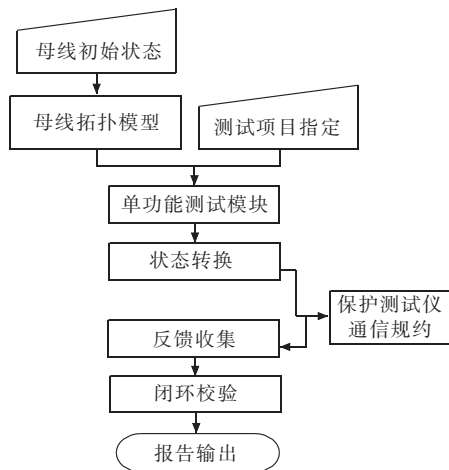 母线初始状态
母线拓扑模型
测试项目指定
单功能测试模块
状态转换
保护测试仪
通信规约
反馈收集
闭环校验
报告输出